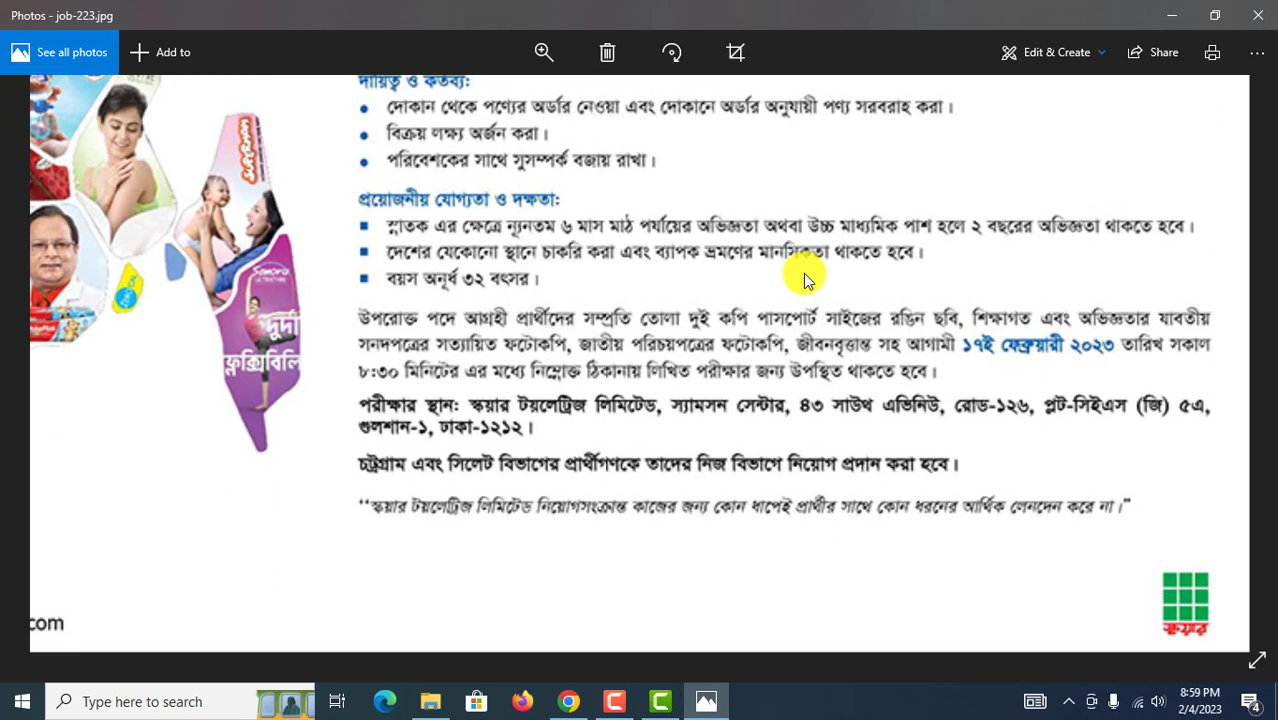 Photos - job-223.jpg
See all photos
Add to
Edit & Create
Share
দায়িত্ব ও কর্তব্য:
দোকান থেকে পণ্যের অর্ডার নেওয়া এবং দোকানে অর্ডার অনুযায়ী পণ্য সরবরাহ করা।
বিক্রয় লক্ষ্য অর্জন করা।
পরিবেশকের সাথে সুসম্পর্ক বজায় রাখা।
প্রয়োজনীয় যোগ্যতা ও দক্ষতা:
স্নাতক এর ক্ষেত্রে ন্যূনতম ৬ মাস মাঠ পর্যায়ের অভিজ্ঞতা অথবা উচ্চ মাধ্যমিক পাশ হলে ২ বছরের অভিজ্ঞতা থাকতে হবে।
দেশের যেকোনো স্থানে চাকরি করা এবং ব্যাপক ভ্রমণের মানসিকতা থাকতে হবে।
বয়স অনূর্ধ ৩২ বৎসর।
উপরোক্ত পদে আগ্রহী প্রার্থীদের সম্প্রতি তোলা দুই কপি পাসপোর্ট সাইজের রঙিন ছবি, শিক্ষাগত এবং অভিজ্ঞতার যাবতীয়
সনদপত্রের সত্যায়িত ফটোকপি, জাতীয় পরিচয়পত্রের ফটোকপি, জীবনবৃত্তান্ত সহ আগামী ১৭ই ফেব্রুয়ারী ২০২৩ তারিখ সকাল
৮:৩০ মিনিটের এর মধ্যে নিম্নোক্ত ঠিকানায় লিখিত পরীক্ষার জন্য উপস্থিত থাকতে হবে।
পরীক্ষার স্থান: স্কয়ার টয়লেট্রিজ লিমিটেড, স্যামসন সেন্টার, ৪৩ সাউথ এভিনিউ, রোড-১২৬, প্লট-সিইএস (জি) ৫এ,
গুলশান-১, ঢাকা-১২১২।
চট্টগ্রাম এবং সিলেট বিভাগের প্রার্থীগণকে তাদের নিজ বিভাগে নিয়োগ প্রদান করা হবে।
‘‘স্কয়ার টয়লেট্রিজ লিমিটেড নিয়োগসংক্রান্ত কাজের জন্য কোন ধাপেই প্রার্থীর সাথে কোন ধরনের আর্থিক লেনদেন করে না।”
Senora
ফ্লেক্সিবিলি
.com
স্কয়ার
Type here to search
8:59 PM
2/4/2023
4